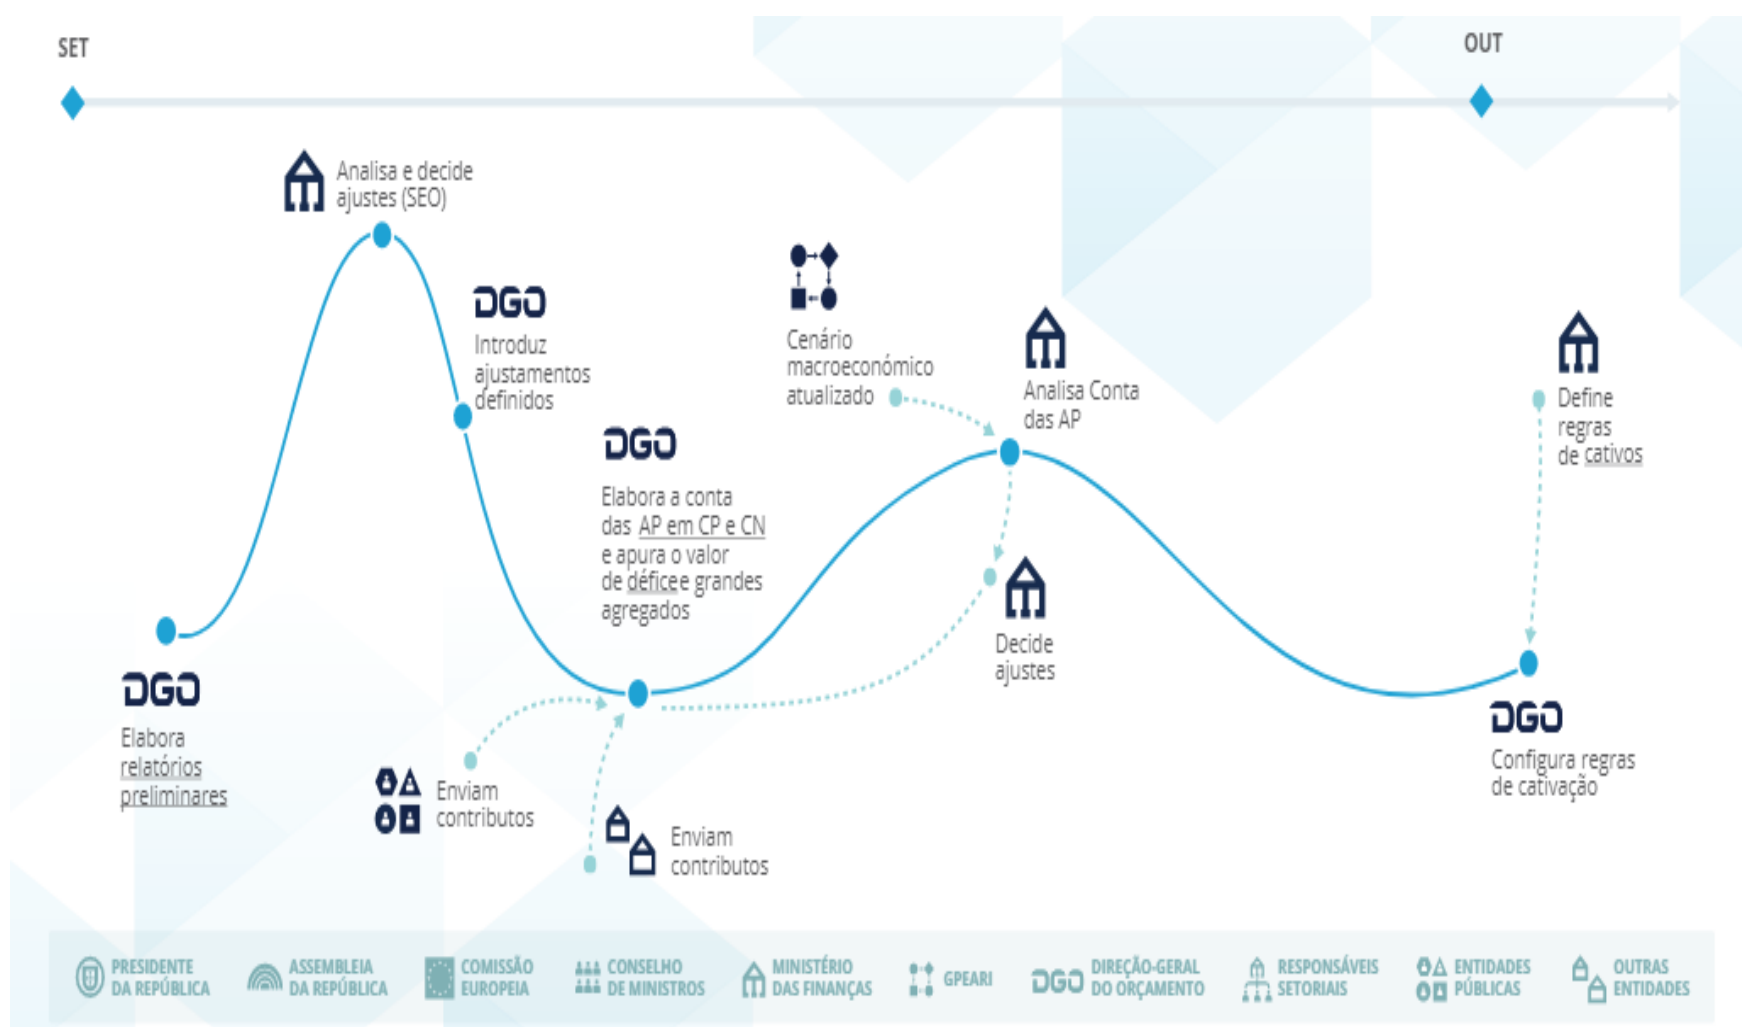 SET
OUT
Analisa e decide
ajustes (SEO)
DGO
Introduz
ajustamentos
definidos
DGO
Elabora a conta
das AP em CP e CN
e apura o valor
de défice e grandes
agregados
Cenário
macroeconómico
atualizado
Analisa Conta
das AP
Define
regras
de cativos
Decide
ajustes
DGO
Elabora
relatórios
preliminares
Enviam
contributos
Enviam
contributos
DGO
Configura regras
de cativação
PRESIDENTE
DA REPÚBLICA
ASSEMBLEIA
DA REPÚBLICA
COMISSÃO
EUROPEIA
CONSELHO
DE MINISTROS
MINISTÉRIO
DAS FINANÇAS
GPEARI
DGO
DIREÇÃO-GERAL
DO ORÇAMENTO
RESPONSÁVEIS
SETORIAIS
ENTIDADES
PÚBLICAS
OUTRAS
ENTIDADES